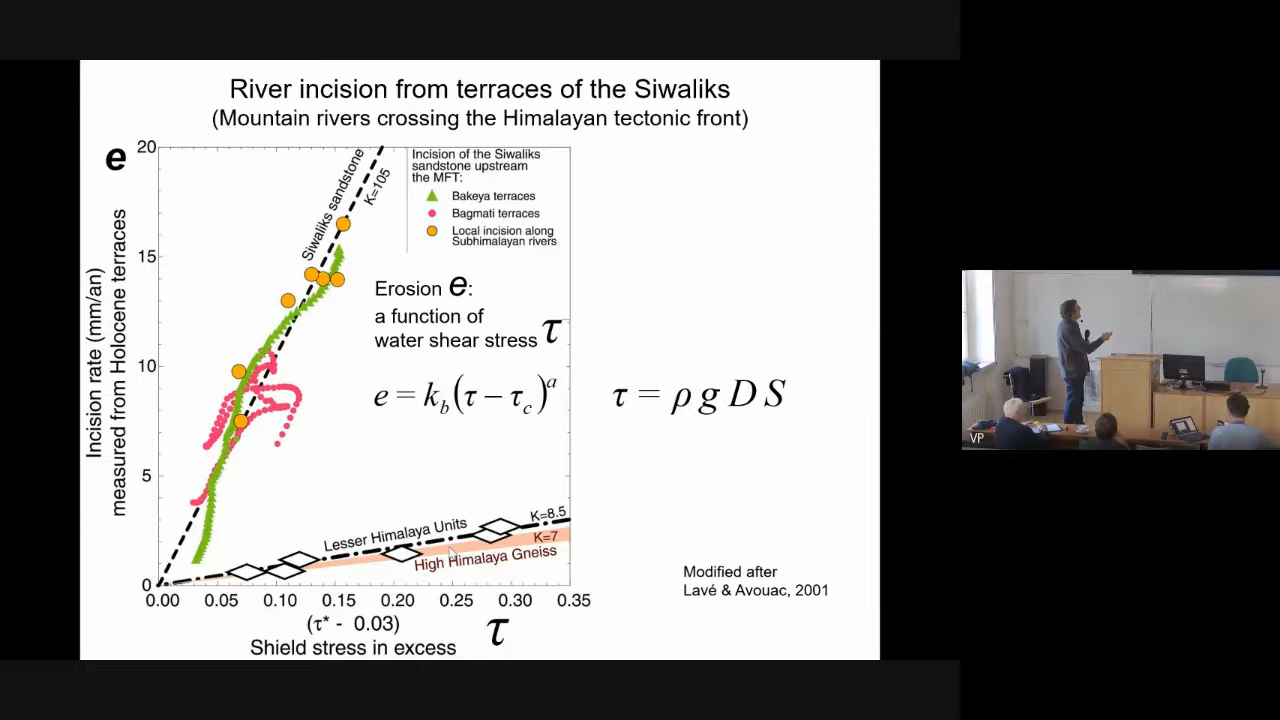 River incision from terraces of the Siwaliks
(Mountain rivers crossing the Himalayan tectonic front)
e
20
15
10
5
0
Incision rate (mm/an)
measured from Holocene terraces
Siwaliks sandstone
K=105
Incision of the Siwaliks
sandstone upstream
the MFT:
Bakeya terraces
Bagmati terraces
Local incision along
Subhimalayan rivers
Erosion e:
a function of
water shear stress τ
e = k_b(τ − τ_c)^a
τ = ρ g D S
Lesser Himalaya Units
K=8.5
K=7
High Himalaya Gneiss
0.00 0.05 0.10 0.15 0.20 0.25 0.30 0.35
(τ* - 0.03)
τ
Shield stress in excess
Modified after
Lavé & Avouac, 2001
VP